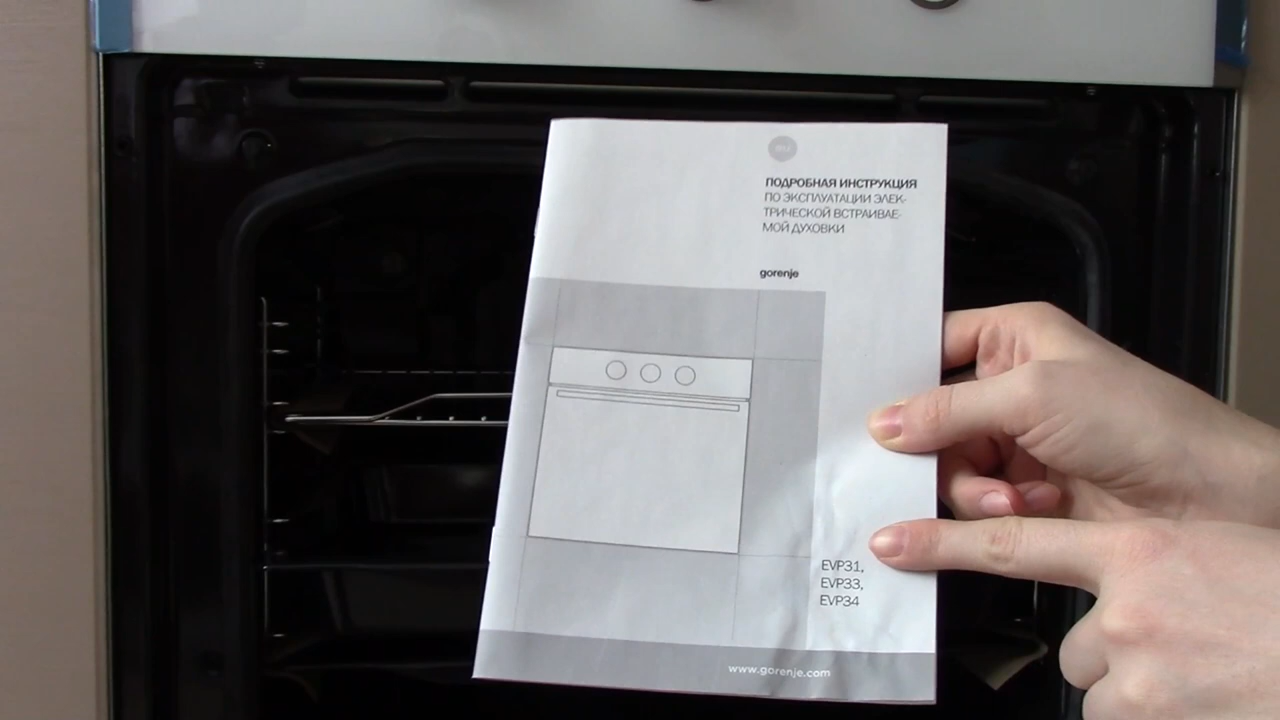 ПОДРОБНАЯ ИНСТРУКЦИЯ
ПО ЭКСПЛУАТАЦИИ ЭЛЕК-
ТРИЧЕСКОЙ ВСТРАИВАЕ-
МОЙ ДУХОВКИ
gorenje
EVP31,
EVP33,
EVP34
www.gorenje.com